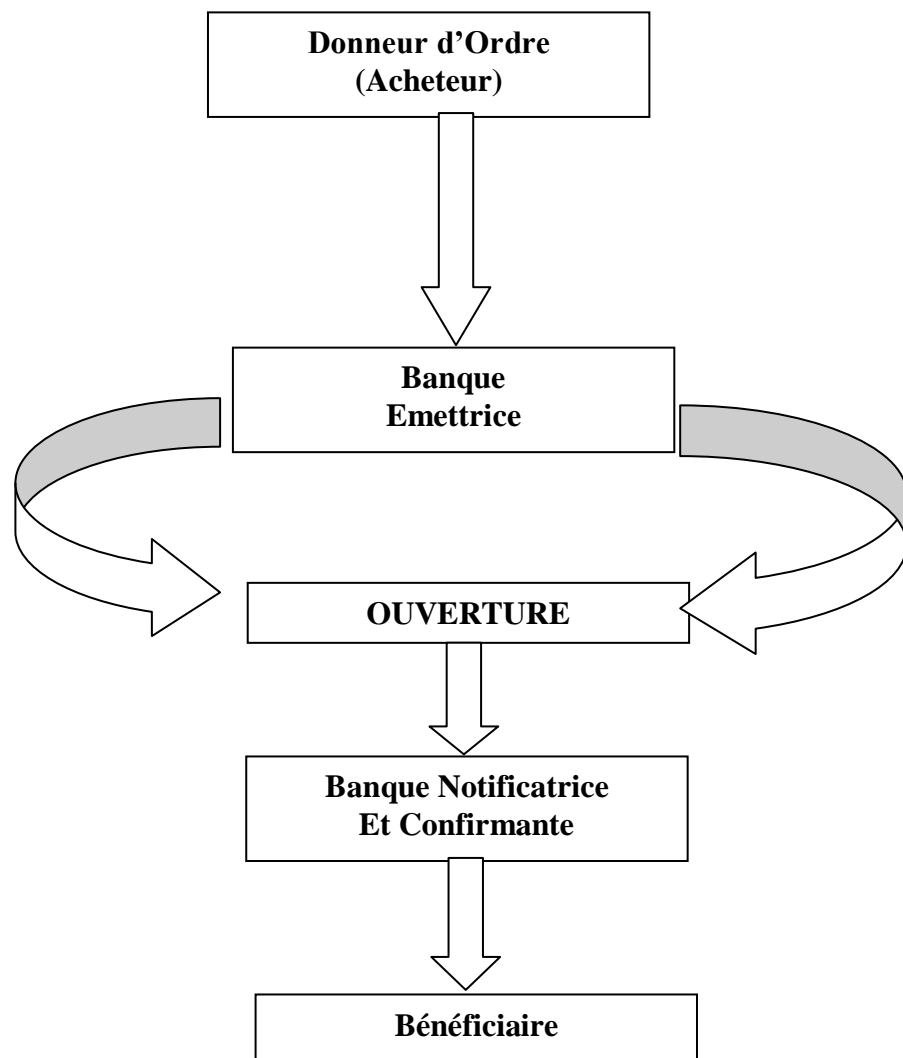 Donneur d’Ordre
(Acheteur)
Banque
Emettrice
OUVERTURE
Banque Notificatrice
Et Confirmante
Bénéficiaire